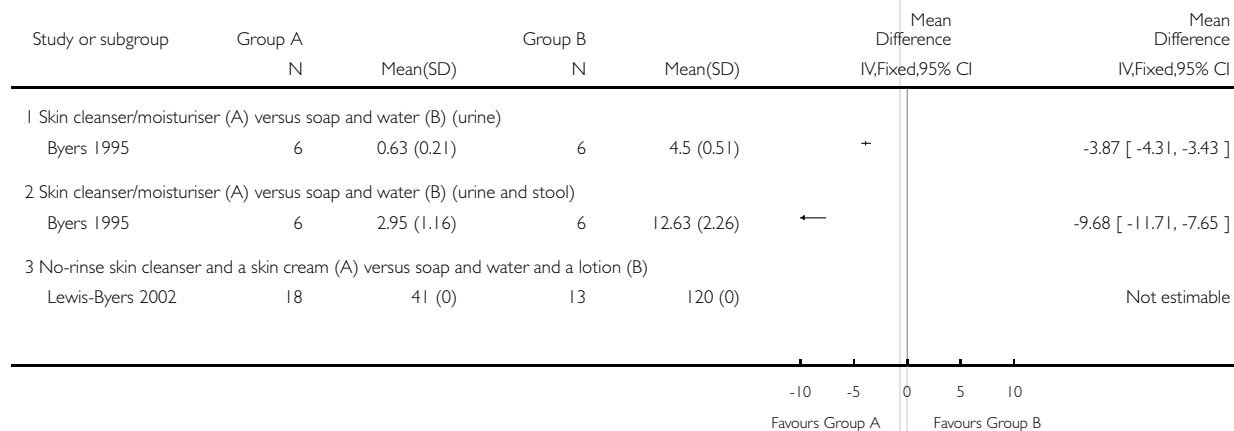 Mean Mean
Study or subgroup Group A Group B Difference Difference
N Mean(SD) N Mean(SD) IV,Fixed,95% CI IV,Fixed,95% CI
1 Skin cleanser/moisturiser (A) versus soap and water (B) (urine)
Byers 1995 6 0.63 (0.21) 6 4.5 (0.51) -3.87 [ -4.31, -3.43 ]
2 Skin cleanser/moisturiser (A) versus soap and water (B) (urine and stool)
Byers 1995 6 2.95 (1.16) 6 12.63 (2.26) -9.68 [ -11.71, -7.65 ]
3 No-rinse skin cleanser and a skin cream (A) versus soap and water and a lotion (B)
Lewis-Byers 2002 18 41 (0) 13 120 (0) Not estimable
-10 -5 0 5 10
Favours Group A Favours Group B